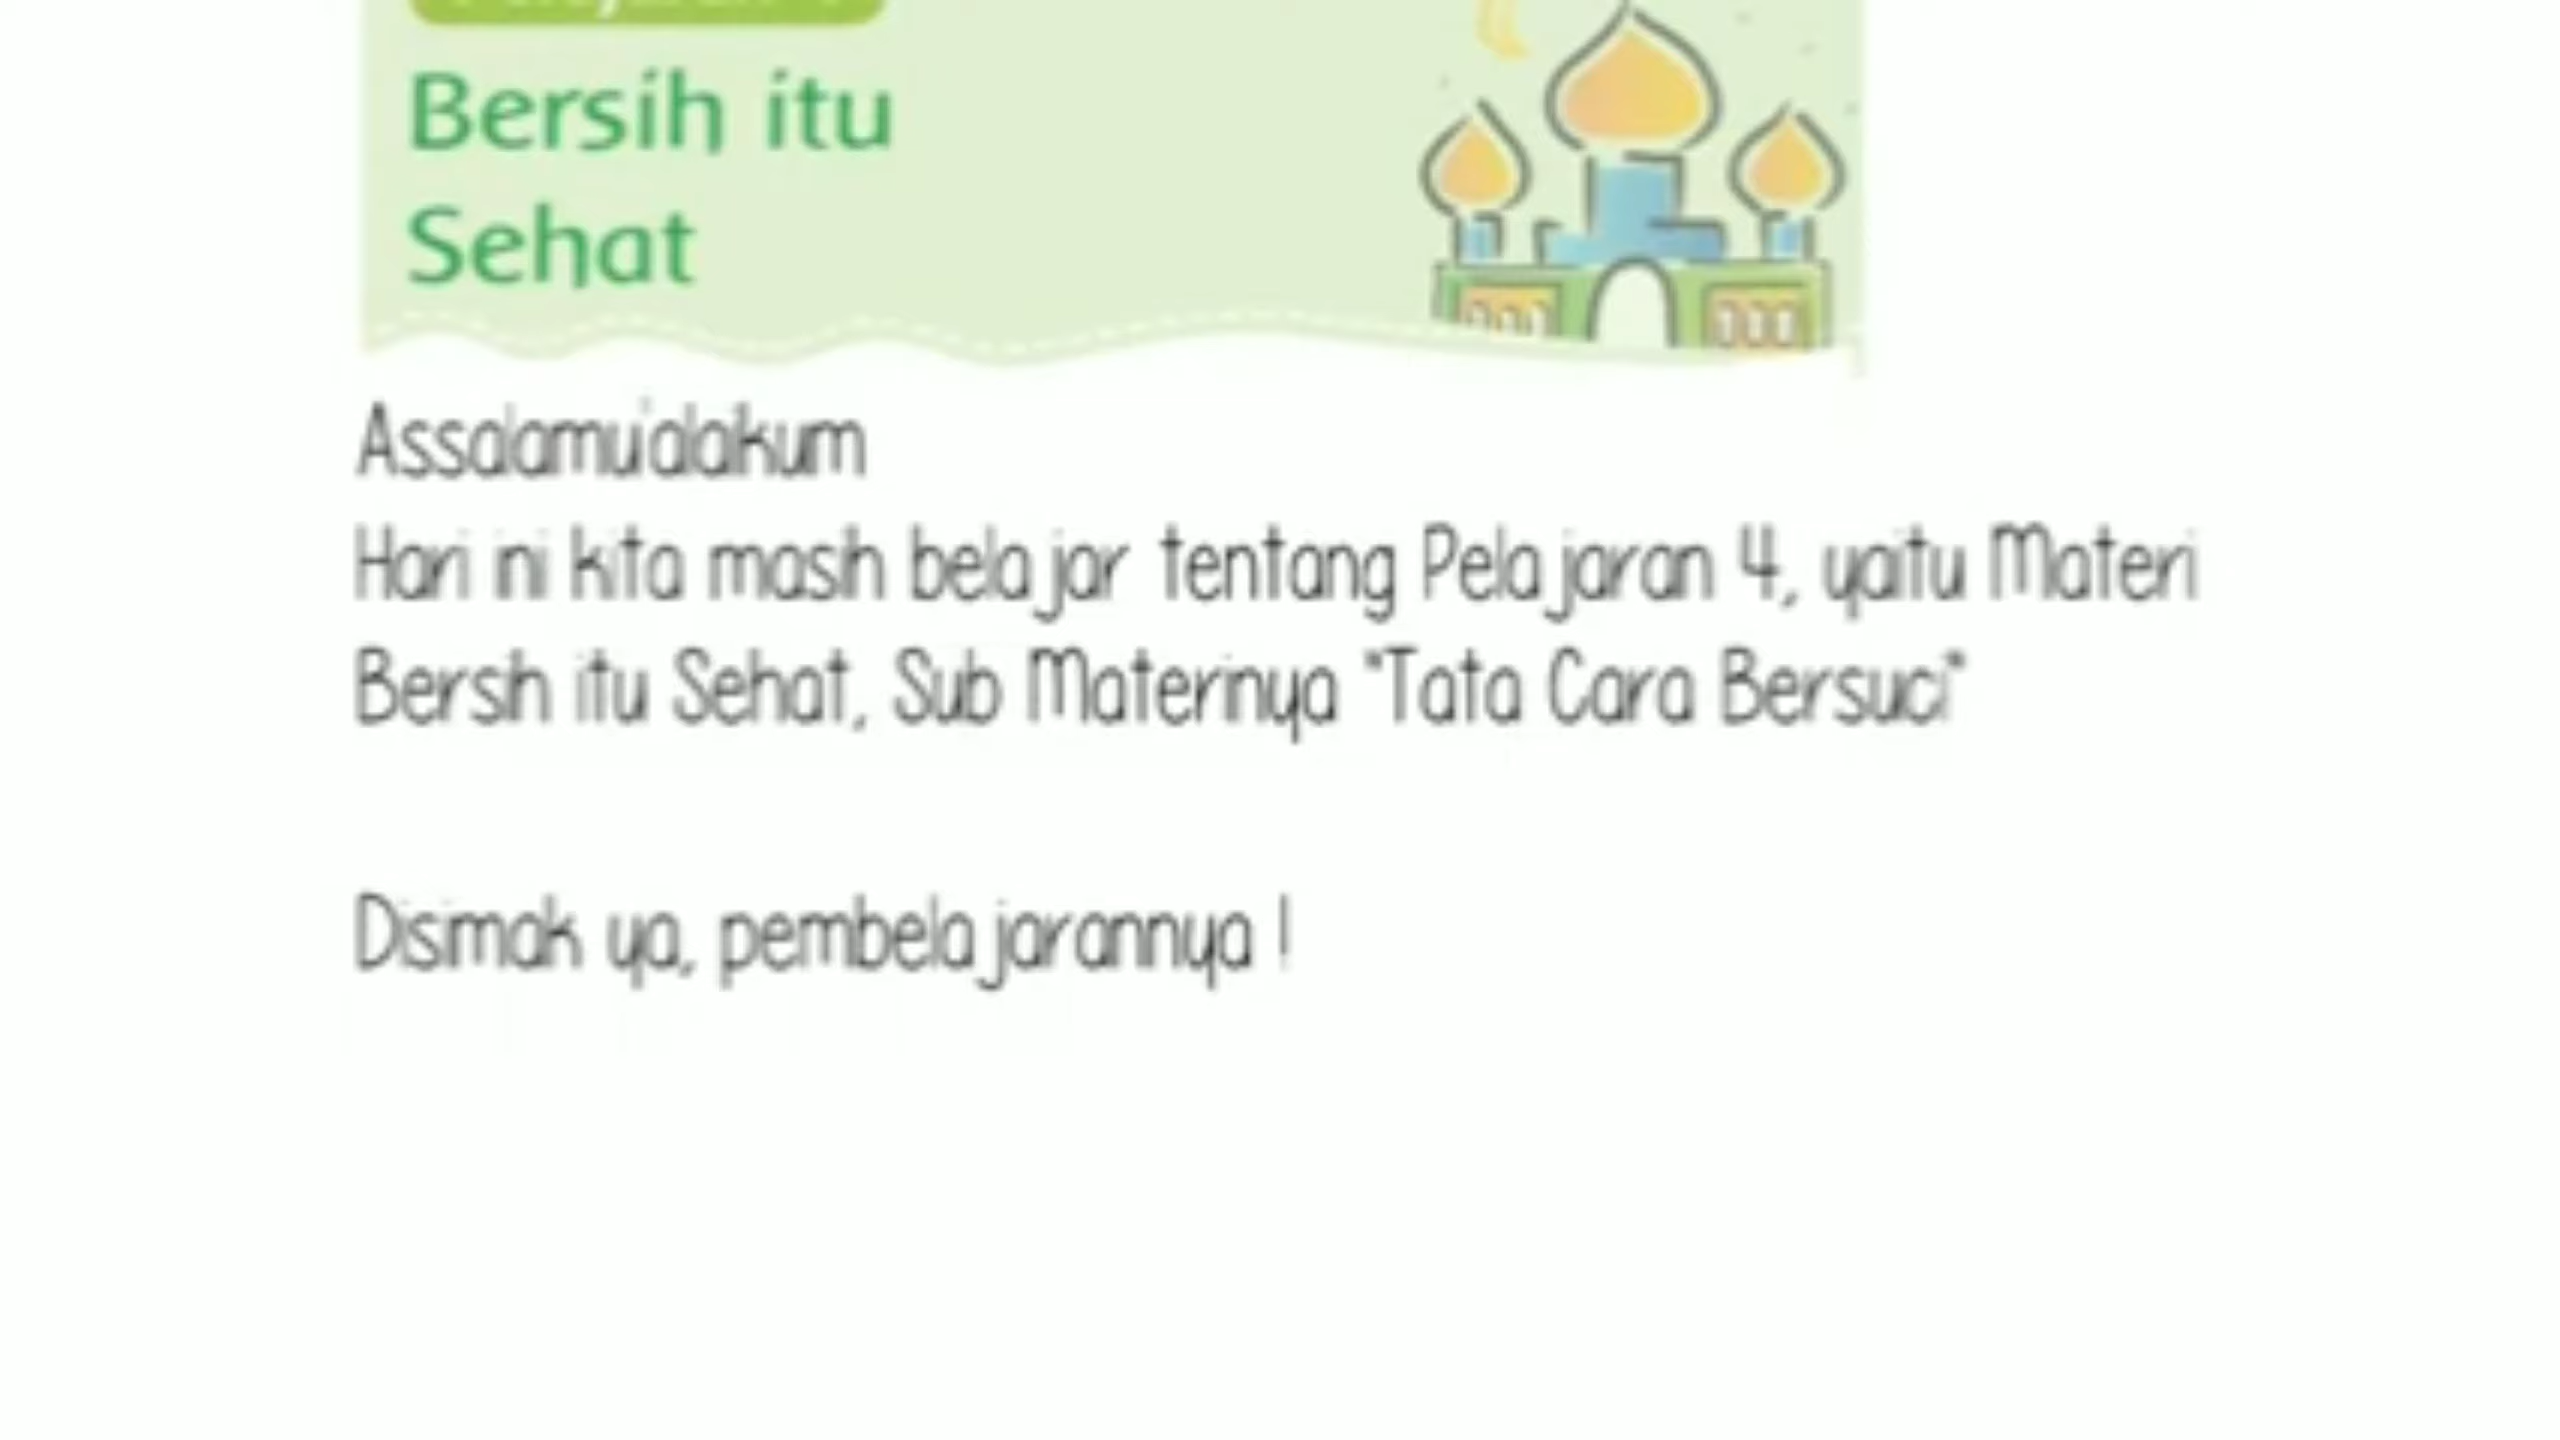 Bersih itu
Sehat
Assalamu'alaikum
Hari ini kita masih belajar tentang Pelajaran 4, yaitu Materi
Bersih itu Sehat, Sub Materinya "Tata Cara Bersuci"
Disimak ya, pembelajarannya !